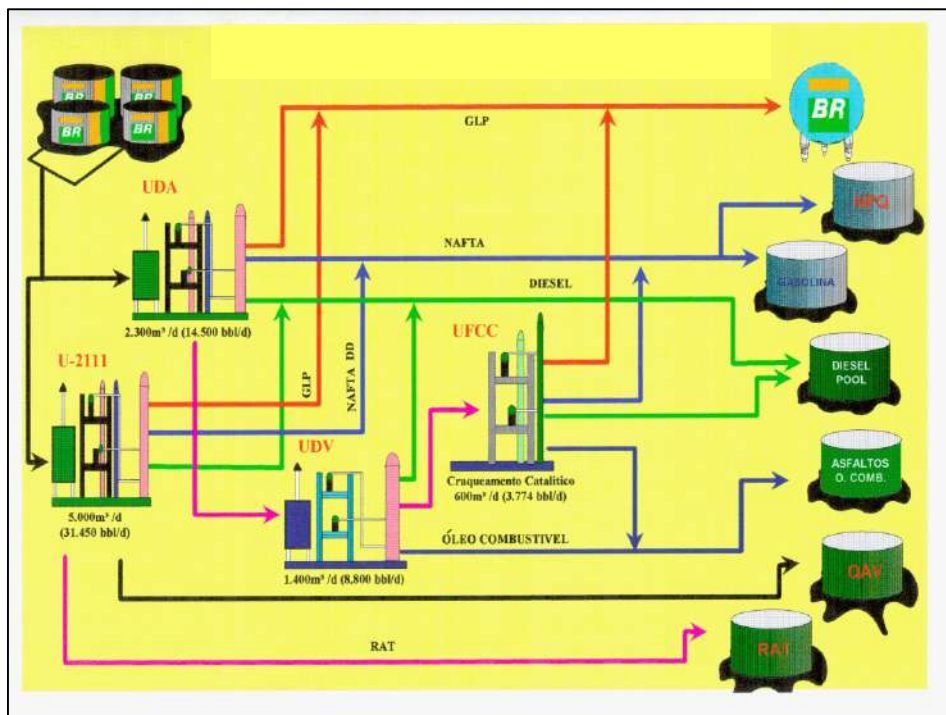 BR
BR
BR
BR
BR
GLP
UDA
NPQ
NAFTA
GASOLINA
DIESEL
2.300m³ /d (14.500 bbl/d)
UFCC
U-2111
GLP
NAFTA DD
DIESEL
POOL
UDV
ASFALTOS
O. COMB.
Craqueamento Catalítico
600m³ /d (3.774 bbl/d)
5.000m³ /d
(31.450 bbl/d)
ÓLEO COMBUSTIVEL
QAV
1.400m³ /d (8,800 bbl/d)
RAT
RAT